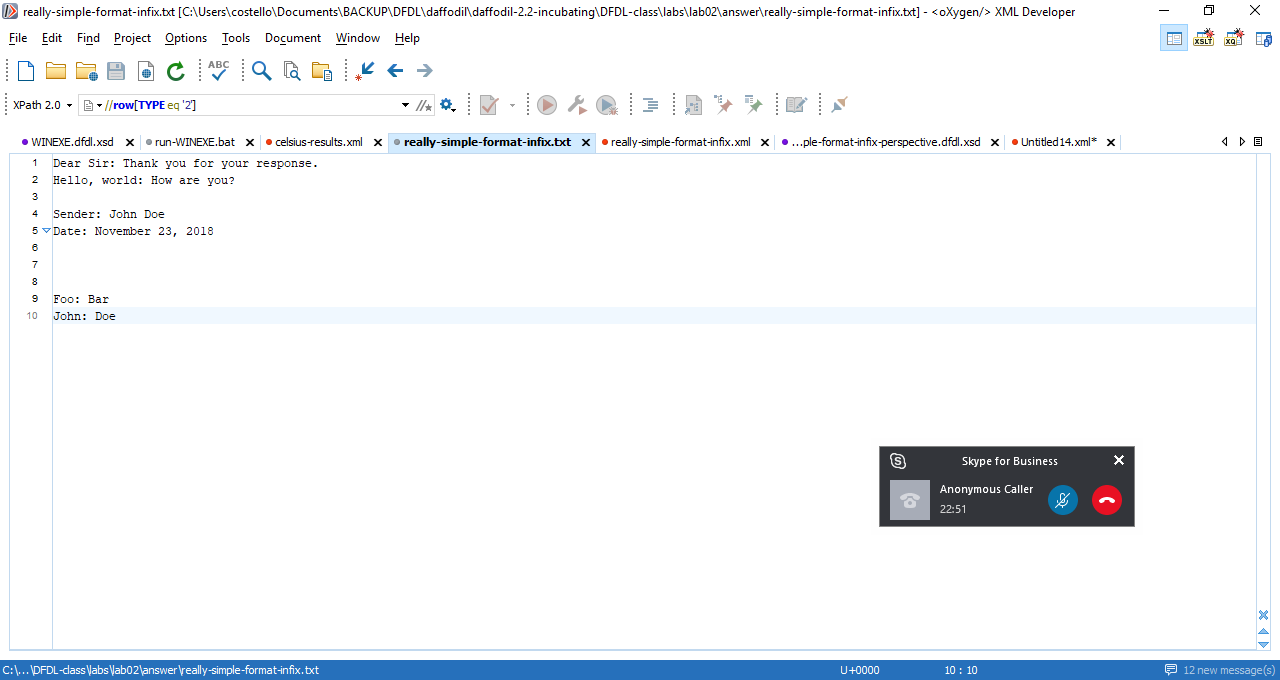 really-simple-format-infix.txt [C:\Users\costello\Documents\BACKUP\DFDL\daffodil\daffodil-2.2-incubating\DFDL-class\labs\lab02\answer\really-simple-format-infix.txt] - <oXygen/> XML Developer
File Edit Find Project Options Tools Document Window Help
XSLT XQ
ABC
XPath 2.0 //row[TYPE eq '2']
WINEXE.dfdl.xsd run-WINEXE.bat celsius-results.xml really-simple-format-infix.txt really-simple-format-infix.xml ...ple-format-infix-perspective.dfdl.xsd Untitled14.xml*
1 Dear Sir: Thank you for your response.
2 Hello, world: How are you?
3
4 Sender: John Doe
5 Date: November 23, 2018
6
7
8
9 Foo: Bar
10 John: Doe
Skype for Business
Anonymous Caller
22:51
C:\...\DFDL-class\labs\lab02\answer\really-simple-format-infix.txt U+0000 10 : 10 12 new message(s)